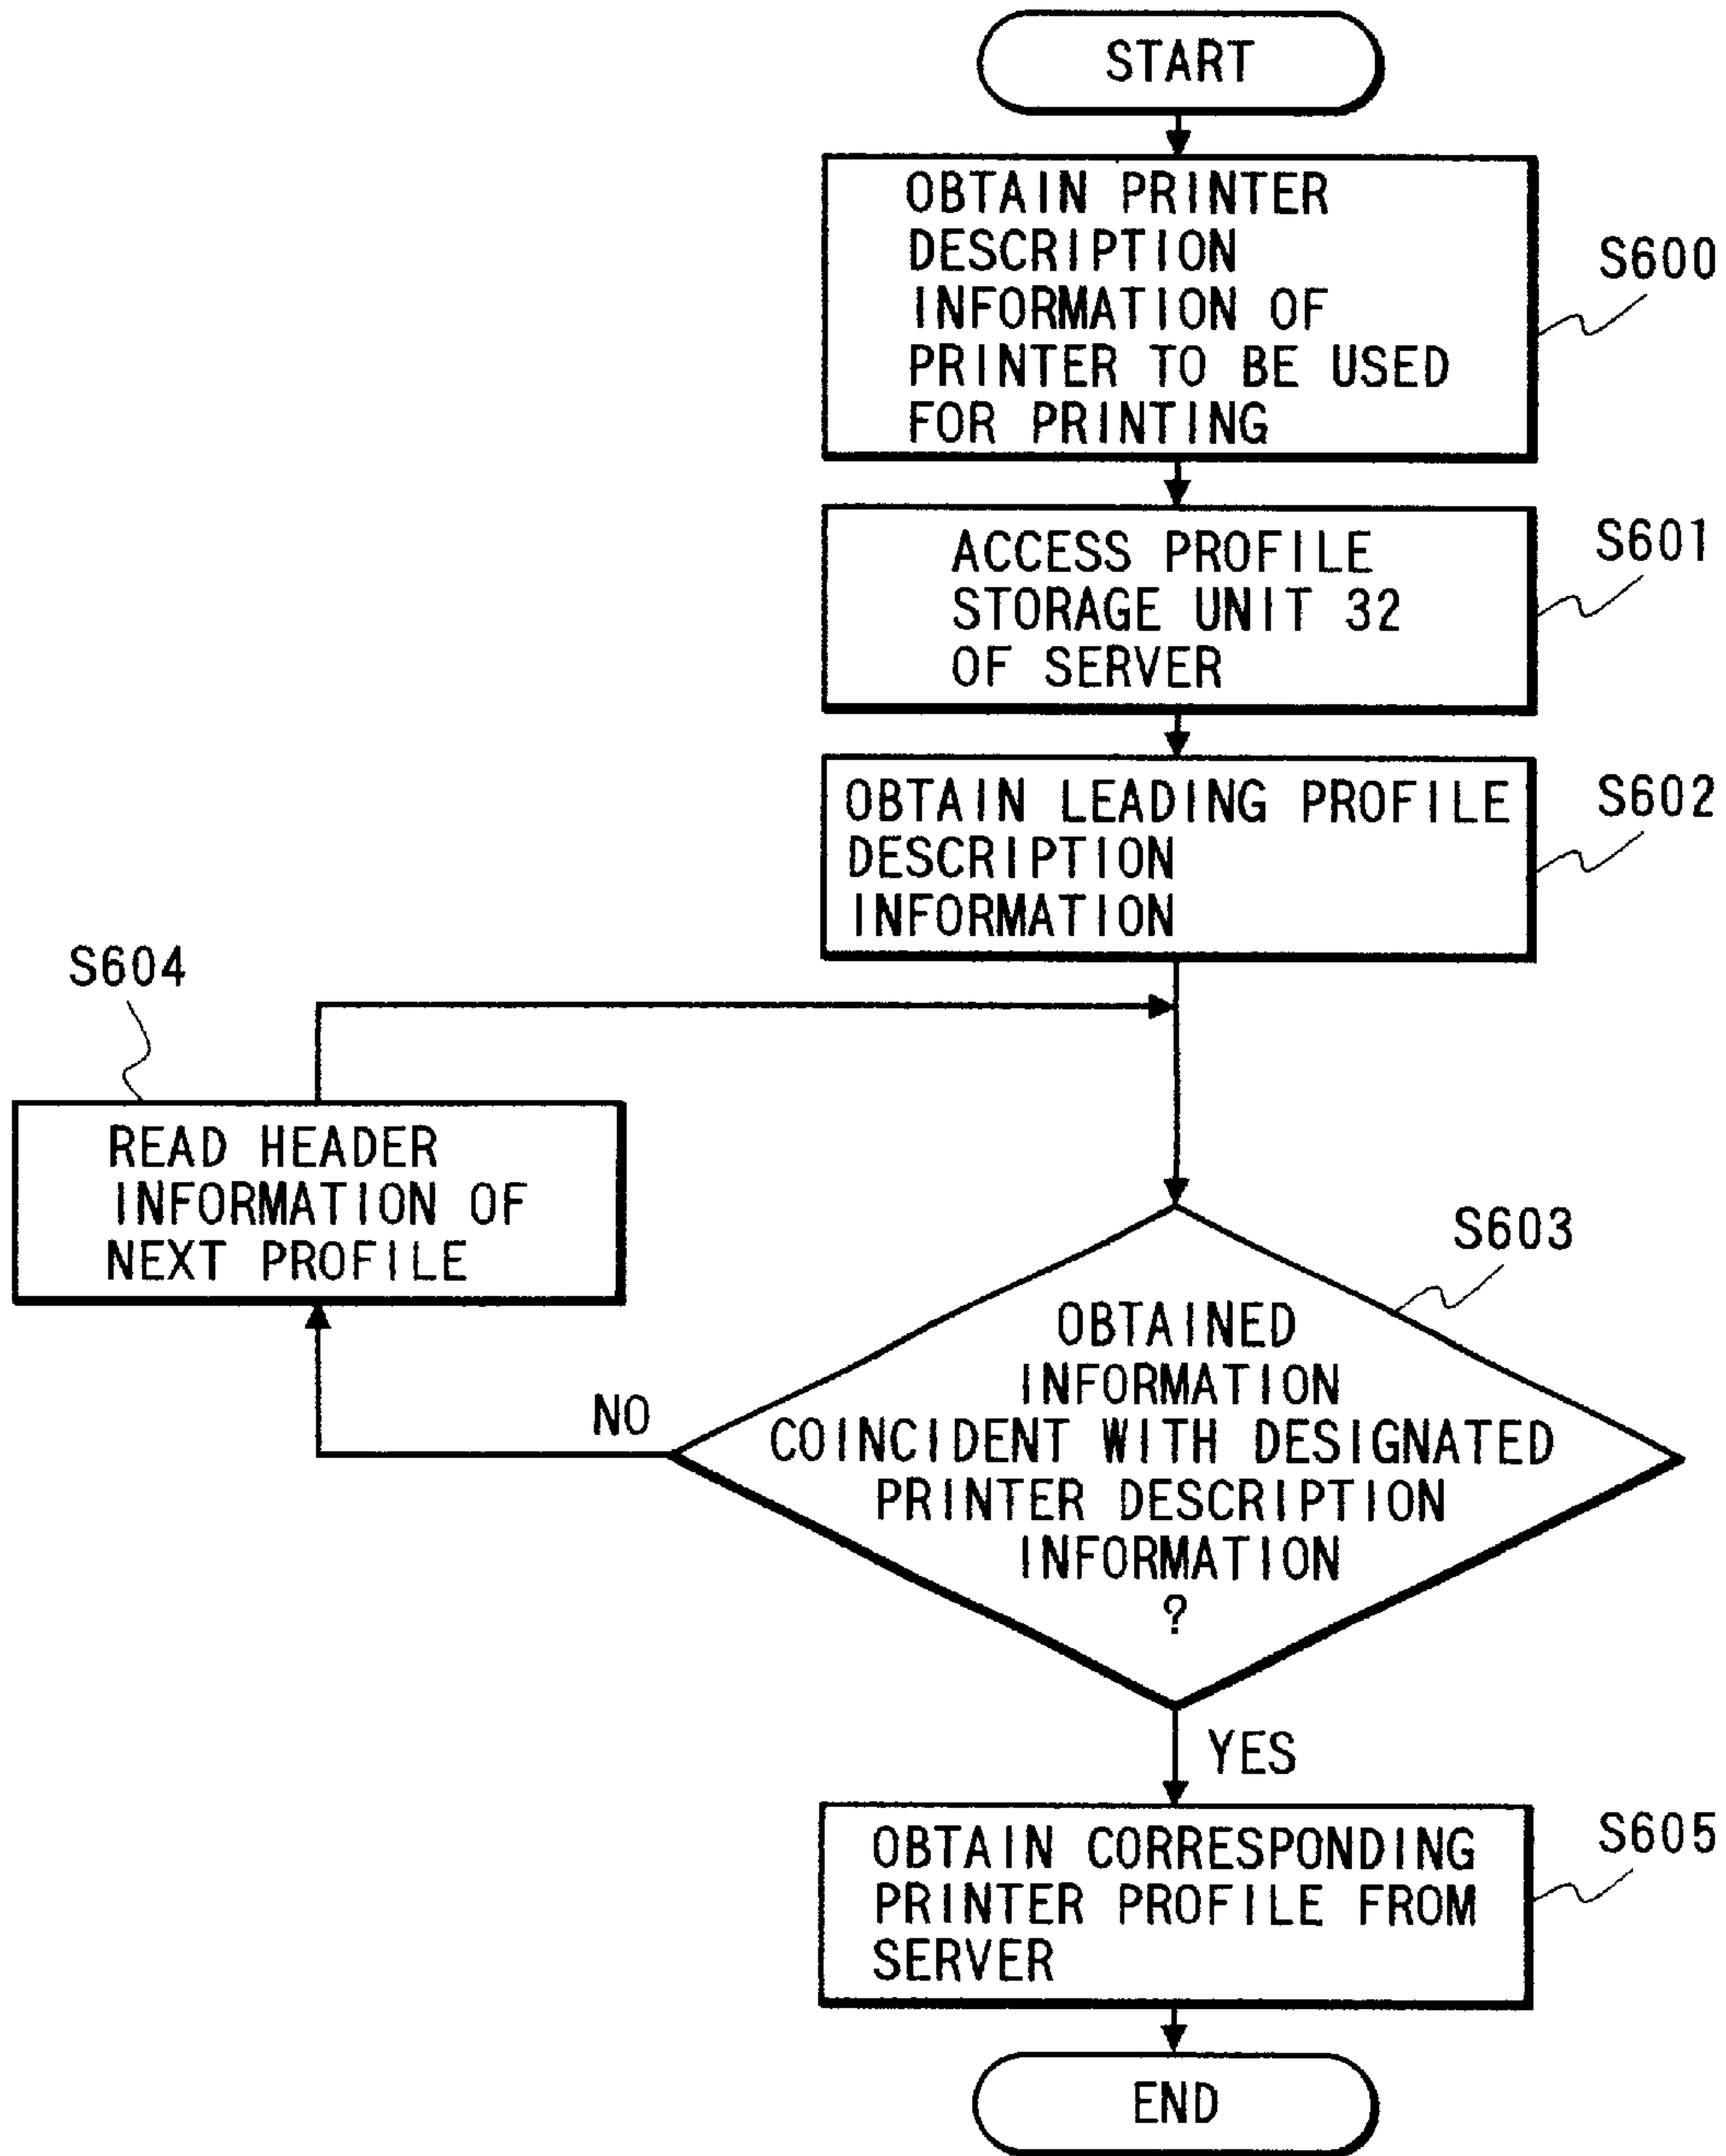 START
OBTAIN PRINTER
DESCRIPTION
INFORMATION OF
PRINTER TO BE USED
FOR PRINTING
S600
ACCESS PROFILE
STORAGE UNIT 32
OF SERVER
S601
OBTAIN LEADING PROFILE
DESCRIPTION
INFORMATION
S602
S604
READ HEADER
INFORMATION OF
NEXT PROFILE
S603
OBTAINED
INFORMATION
COINCIDENT WITH DESIGNATED
PRINTER DESCRIPTION
INFORMATION
?
NO
YES
OBTAIN CORRESPONDING
PRINTER PROFILE FROM
SERVER
S605
END